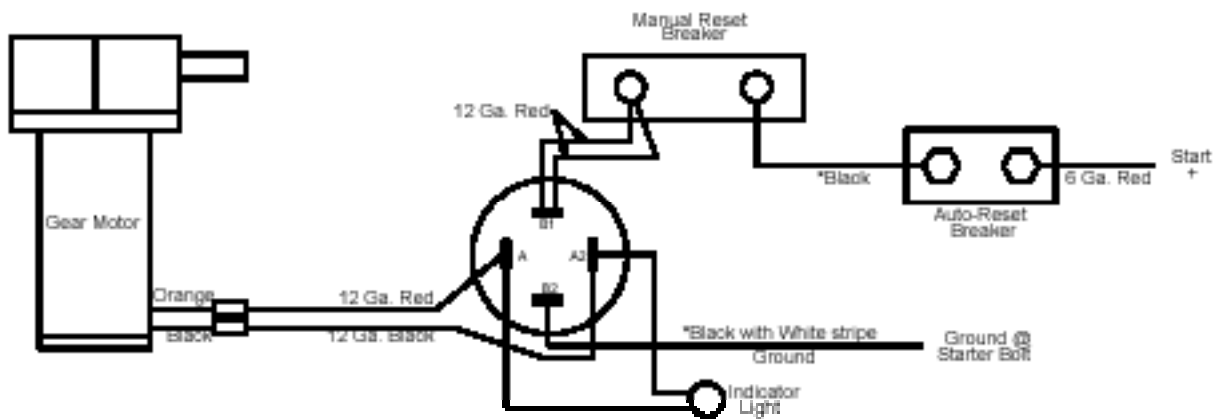 Manual Reset
Breaker
12 Ga. Red
*Black
6 Ga. Red
Start
+
Auto-Reset
Breaker
Gear Motor
B1
A
A2
B2
Orange
12 Ga. Red
Black
12 Ga. Black
*Black with White stripe
Ground
Ground @
Starter Bolt
Indicator
Light